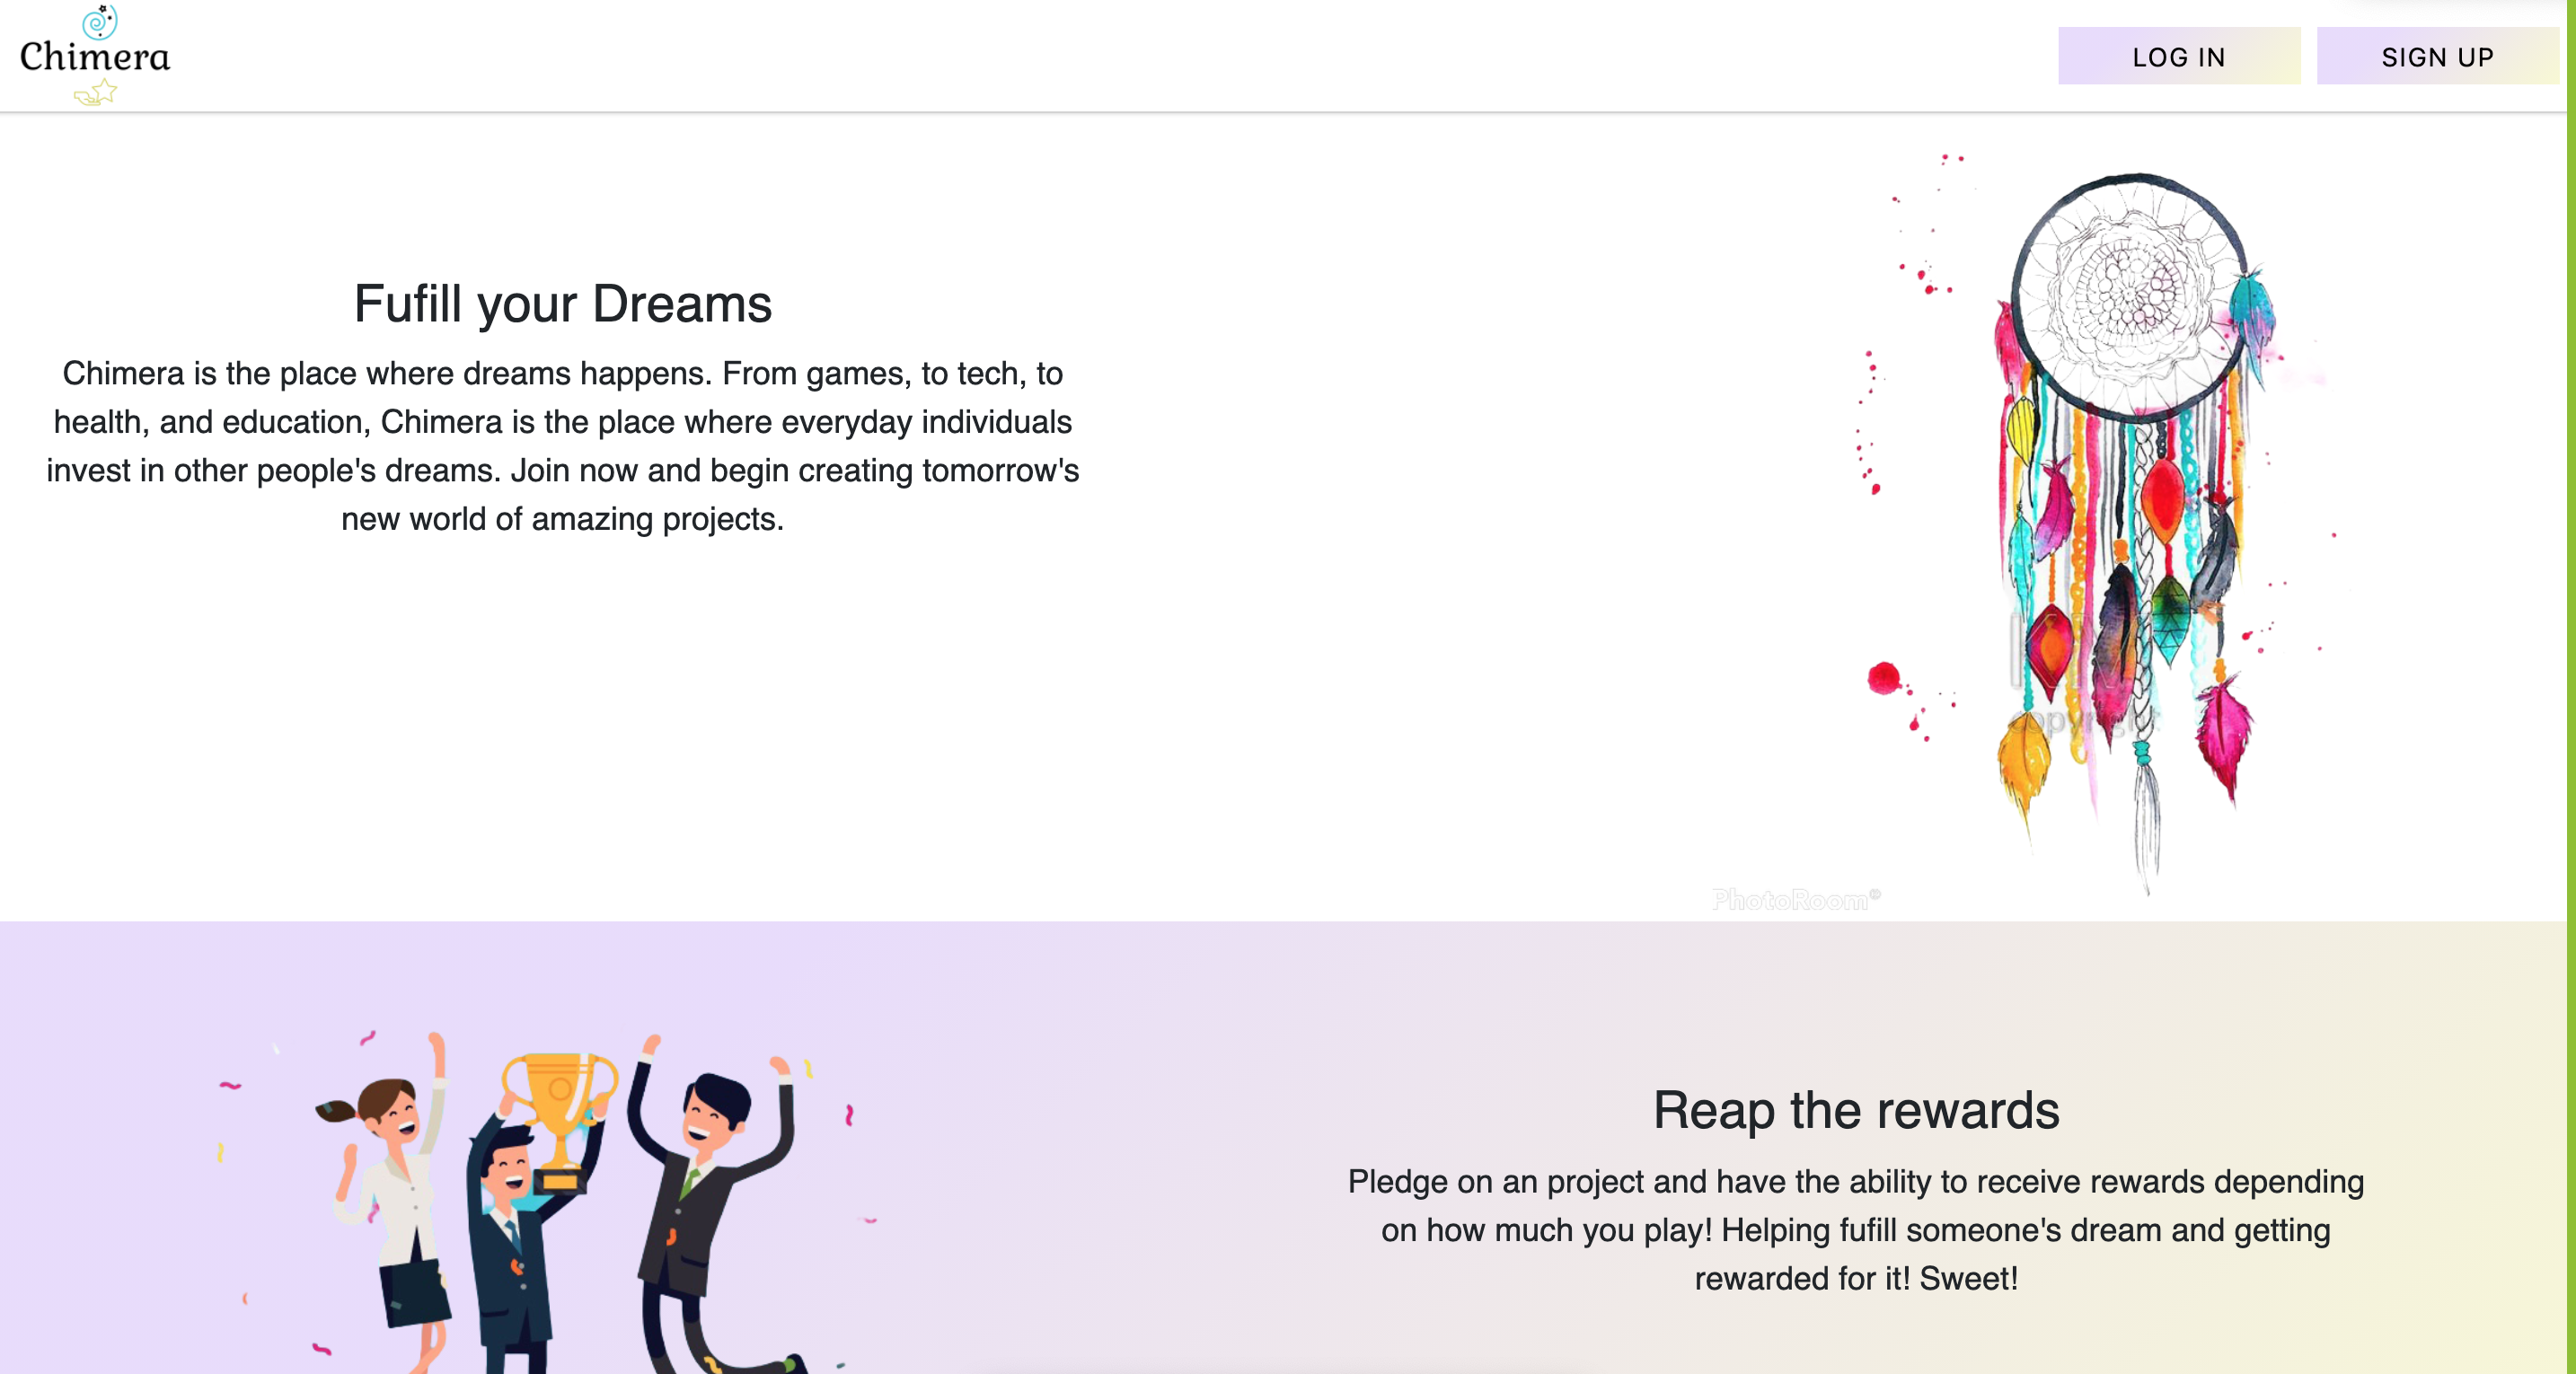 Chimera
LOG IN
SIGN UP
Fufill your Dreams
Chimera is the place where dreams happens. From games, to tech, to
health, and education, Chimera is the place where everyday individuals
invest in other people's dreams. Join now and begin creating tomorrow's
new world of amazing projects.
copyright
PhotoRoom®
Reap the rewards
Pledge on an project and have the ability to receive rewards depending
on how much you play! Helping fufill someone's dream and getting
rewarded for it! Sweet!